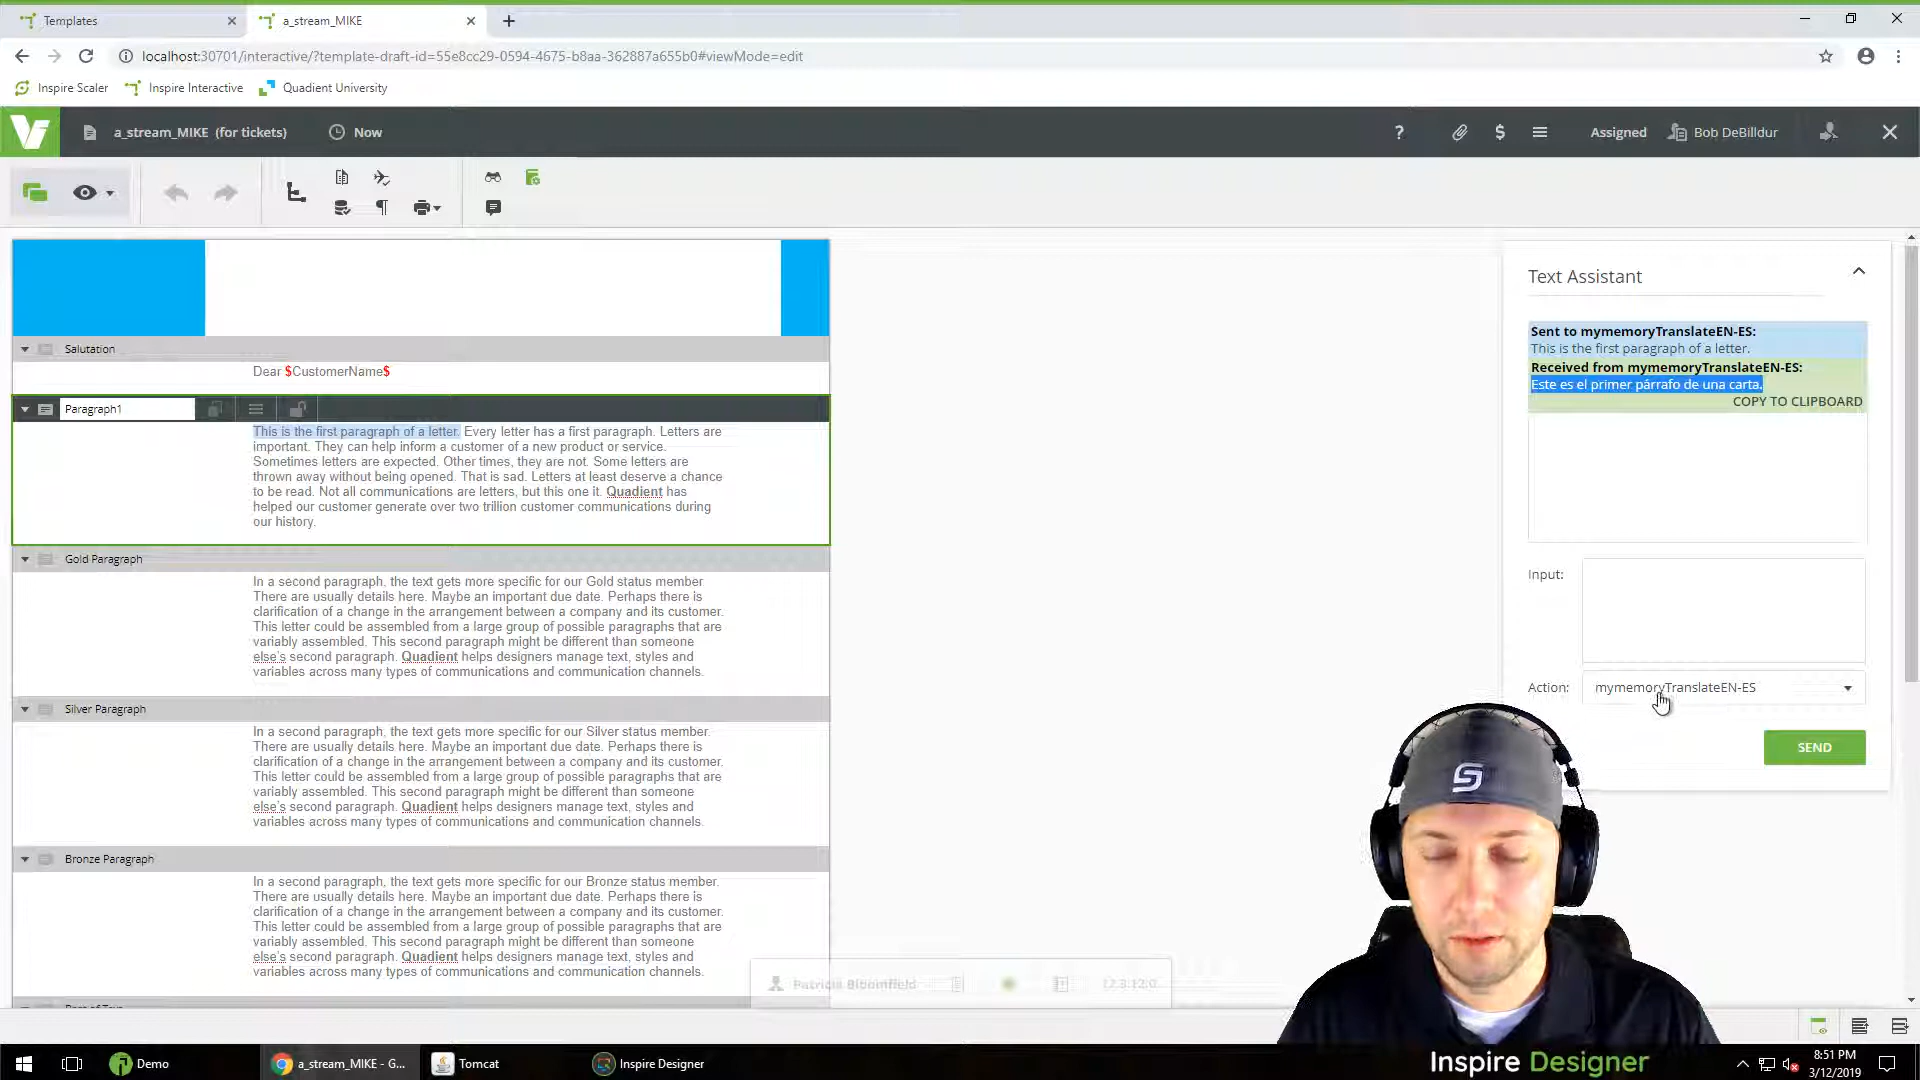 Templates
a_stream_MIKE
localhost:30701/interactive/?template-draft-id=55e8cc29-0594-4675-b8aa-362887a655b0#viewMode=edit
Inspire Scaler
Inspire Interactive
Quadient University
a_stream_MIKE (for tickets)
Now
?
$
Assigned
Bob DeBilldur
Salutation
Dear $CustomerName$
Paragraph1
This is the first paragraph of a letter. Every letter has a first paragraph. Letters are
important. They can help inform a customer of a new product or service.
Sometimes letters are expected. Other times, they are not. Some letters are
thrown away without being opened. That is sad. Letters at least deserve a chance
to be read. Not all communications are letters, but this one it. Quadient has
helped our customer generate over two trillion customer communications during
our history.
Gold Paragraph
In a second paragraph, the text gets more specific for our Gold status member
There are usually details here. Maybe an important due date. Perhaps there is
clarification of a change in the arrangement between a company and its customer.
This letter could be assembled from a large group of possible paragraphs that are
variably assembled. This second paragraph might be different than someone
else's second paragraph. Quadient helps designers manage text, styles and
variables across many types of communications and communication channels.
Silver Paragraph
In a second paragraph, the text gets more specific for our Silver status member.
There are usually details here. Maybe an important due date. Perhaps there is
clarification of a change in the arrangement between a company and its customer.
This letter could be assembled from a large group of possible paragraphs that are
variably assembled. This second paragraph might be different than someone
else's second paragraph. Quadient helps designers manage text, styles and
variables across many types of communications and communication channels.
Bronze Paragraph
In a second paragraph, the text gets more specific for our Bronze status member.
There are usually details here. Maybe an important due date. Perhaps there is
clarification of a change in the arrangement between a company and its customer.
This letter could be assembled from a large group of possible paragraphs that are
variably assembled. This second paragraph might be different than someone
else's second paragraph. Quadient helps designers manage text, styles and
variables across many types of communications and communication channels.
Text Assistant
Sent to mymemoryTranslateEN-ES:
This is the first paragraph of a letter.
Received from mymemoryTranslateEN-ES:
Este es el primer párrafo de una carta.
COPY TO CLIPBOARD
Input:
Action:
mymemoryTranslateEN-ES
SEND
Patricia Bloomfield
12.3.12.0
Demo
a_stream_MIKE - G...
Tomcat
Inspire Designer
Inspire Designer
8:51 PM
3/12/2019